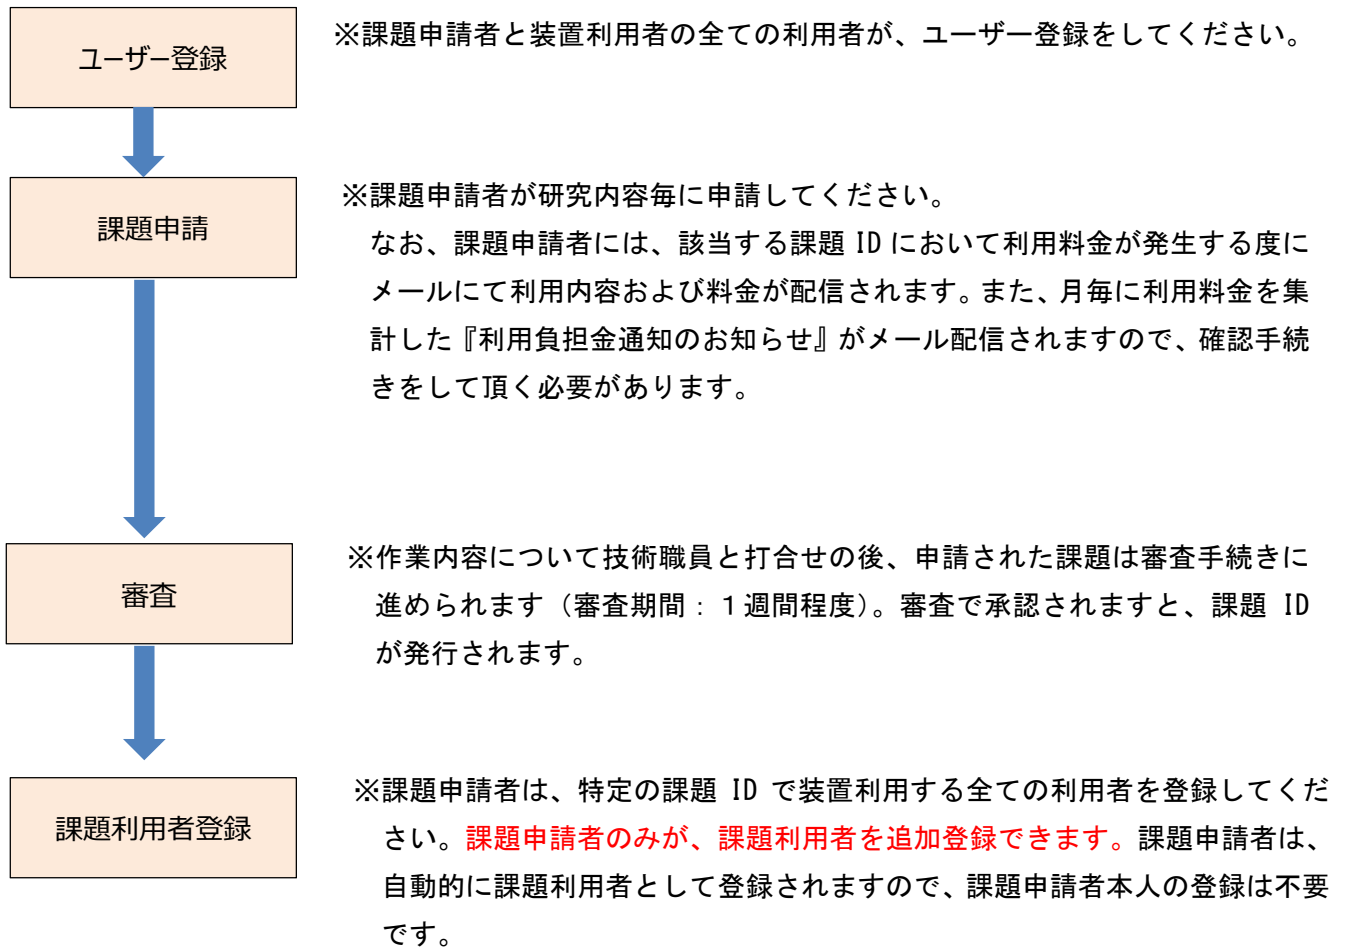 ユーザー登録
※課題申請者と装置利用者の全ての利用者が、ユーザー登録をしてください。
課題申請
※課題申請者が研究内容毎に申請してください。
なお、課題申請者には、該当する課題 ID において利用料金が発生する度に
メールにて利用内容および料金が配信されます。また、月毎に利用料金を集
計した『利用負担金通知のお知らせ』がメール配信されますので、確認手続
きをして頂く必要があります。
審査
※作業内容について技術職員と打合せの後、申請された課題は審査手続きに
進められます（審査期間：１週間程度）。審査で承認されますと、課題 ID
が発行されます。
課題利用者登録
※課題申請者は、特定の課題 ID で装置利用する全ての利用者を登録してくだ
さい。課題申請者のみが、課題利用者を追加登録できます。課題申請者は、
自動的に課題利用者として登録されますので、課題申請者本人の登録は不要
です。